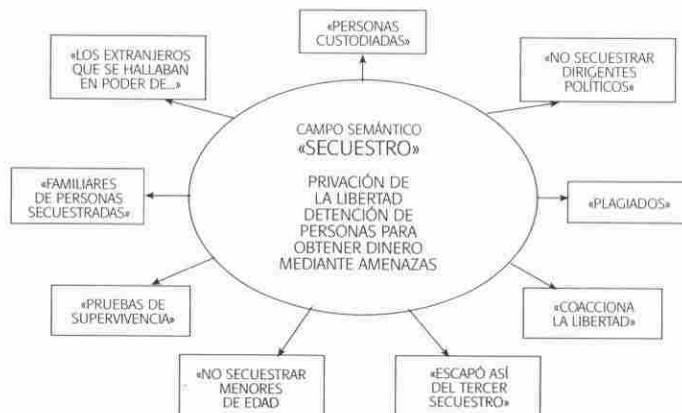 «PERSONAS
CUSTODIADAS»
«LOS EXTRANJEROS
QUE SE HALLABAN
EN PODER DE...»
«NO SECUESTRAR
DIRIGENTES
POLÍTICOS»
CAMPO SEMÁNTICO
«SECUESTRO»
PRIVACIÓN DE
LA LIBERTAD
DETENCIÓN DE
PERSONAS PARA
OBTENER DINERO
MEDIANTE AMENAZAS
«FAMILIARES
DE PERSONAS
SECUESTRADAS»
«PLAGIADOS»
«PRUEBAS DE
SUPERVIVENCIA»
«COACCIONA
LA LIBERTAD»
«NO SECUESTRAR
MENORES
DE EDAD
«ESCAPÓ ASÍ
DEL TERCER
SECUESTRO»